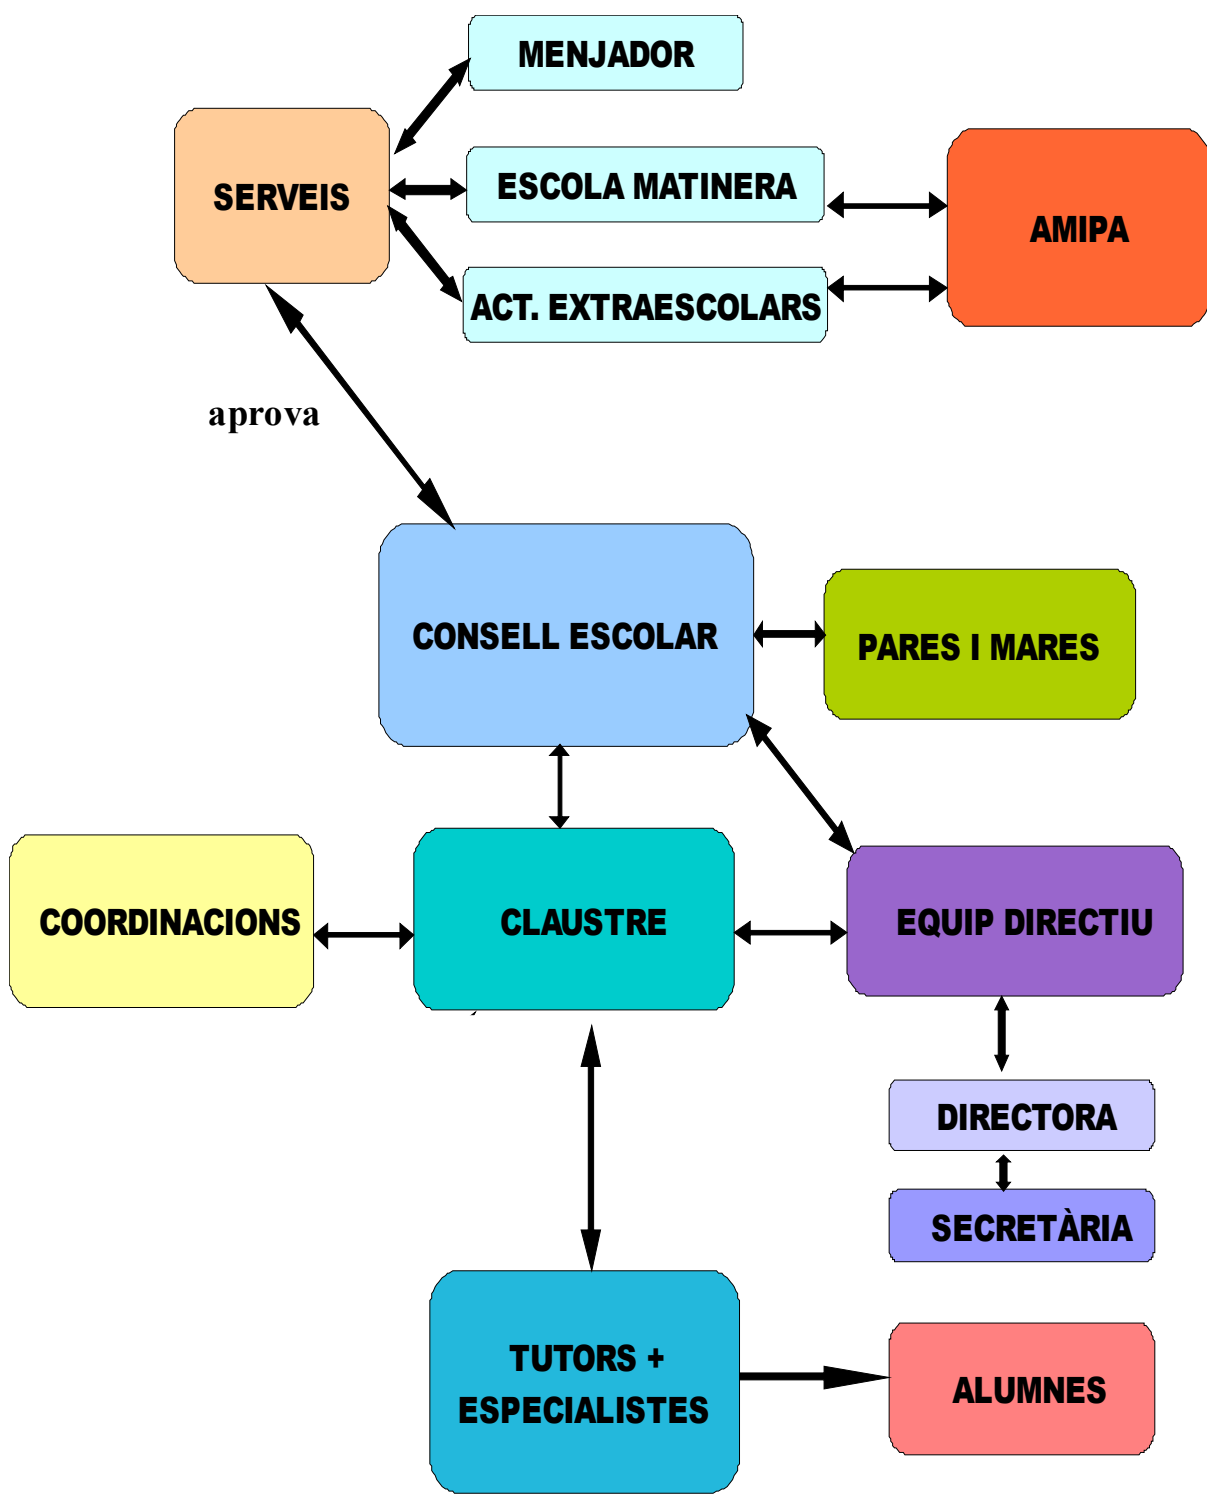 MENJADOR
SERVEIS
ESCOLA MATINERA
AMIPA
ACT. EXTRAESCOLARS
aprova
CONSELL ESCOLAR
PARES I MARES
COORDINACIONS
CLAUSTRE
EQUIP DIRECTIU
DIRECTORA
SECRETÀRIA
TUTORS +
ESPECIALISTES
ALUMNES